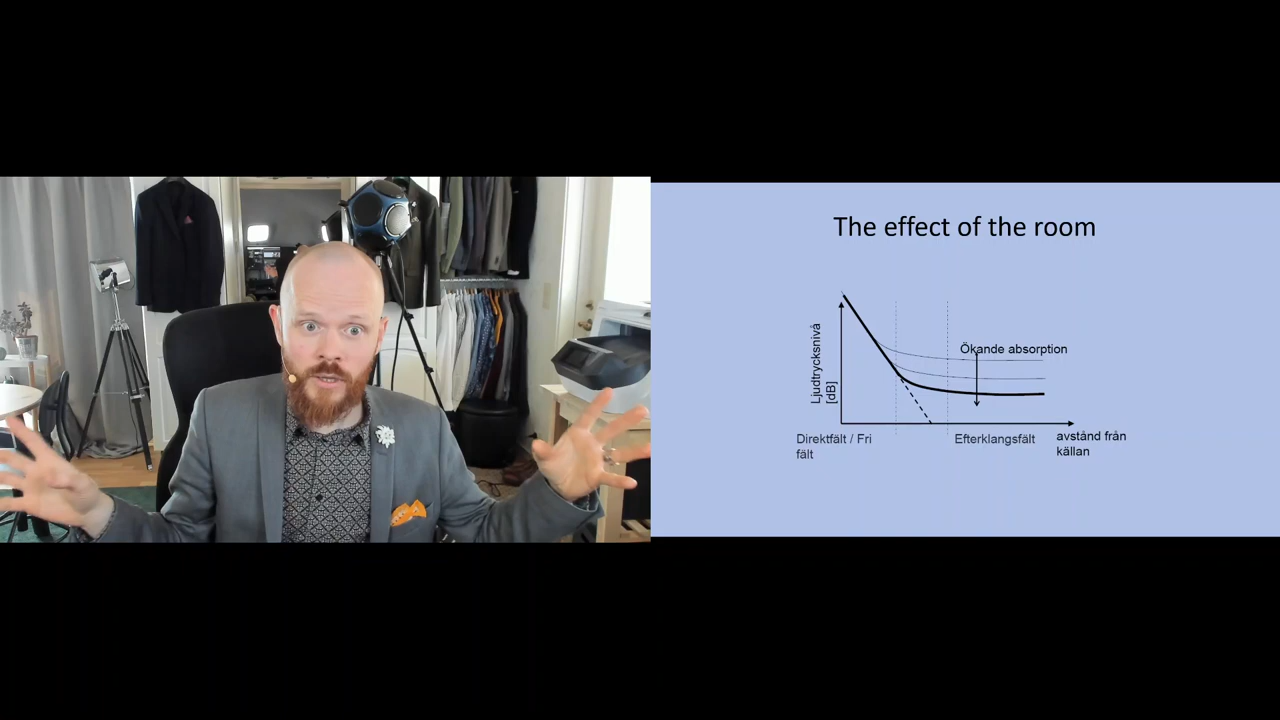 The effect of the room
Ljudtrycksnivå
[dB]
Ökande absorption
Direktfält / Fri
fält
Efterklangsfält
avstånd från
källan